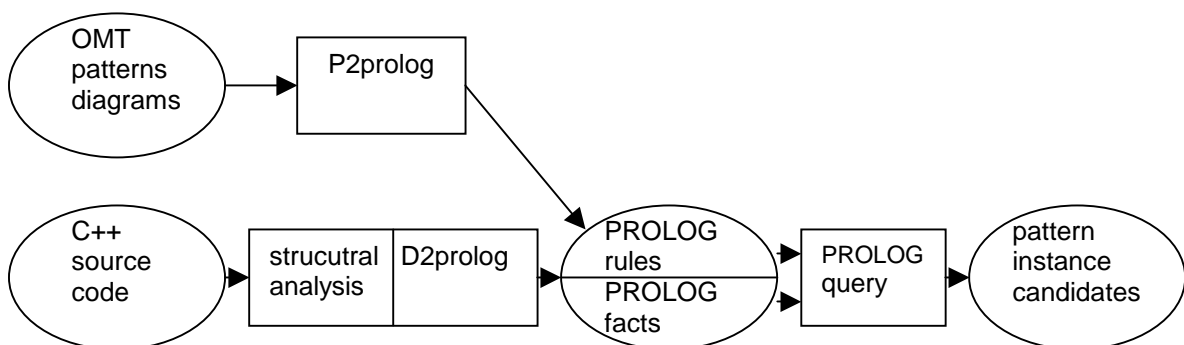 OMT
patterns
diagrams
P2prolog
C++
source
code
strucutral
analysis
D2prolog
PROLOG
rules
PROLOG
facts
PROLOG
query
pattern
instance
candidates